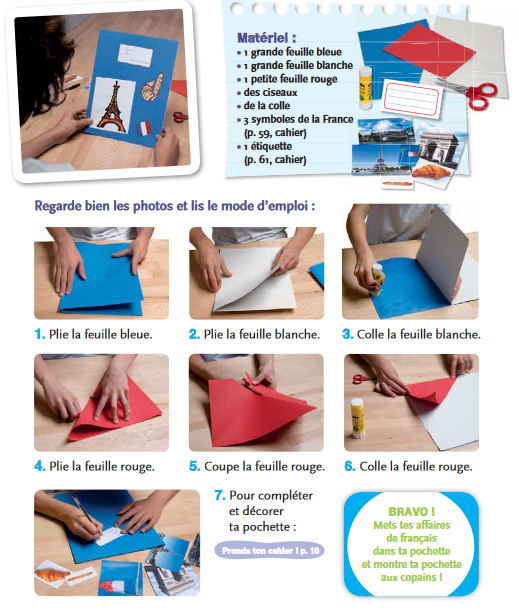 Matériel :
• 1 grande feuille bleue
• 1 grande feuille blanche
• 1 petite feuille rouge
• des ciseaux
• de la colle
• 3 symboles de la France
(p. 59, cahier)
• 1 étiquette
(p. 61, cahier)
Regarde bien les photos et lis le mode d'emploi :
1. Plie la feuille bleue.
2. Plie la feuille blanche.
3. Colle la feuille blanche.
4. Plie la feuille rouge.
5. Coupe la feuille rouge.
6. Colle la feuille rouge.
7. Pour compléter
et décorer
ta pochette :
Prends ton cahier ! p. 10
BRAVO !
Mets tes affaires
de français
dans ta pochette
et montre ta pochette
aux copains !